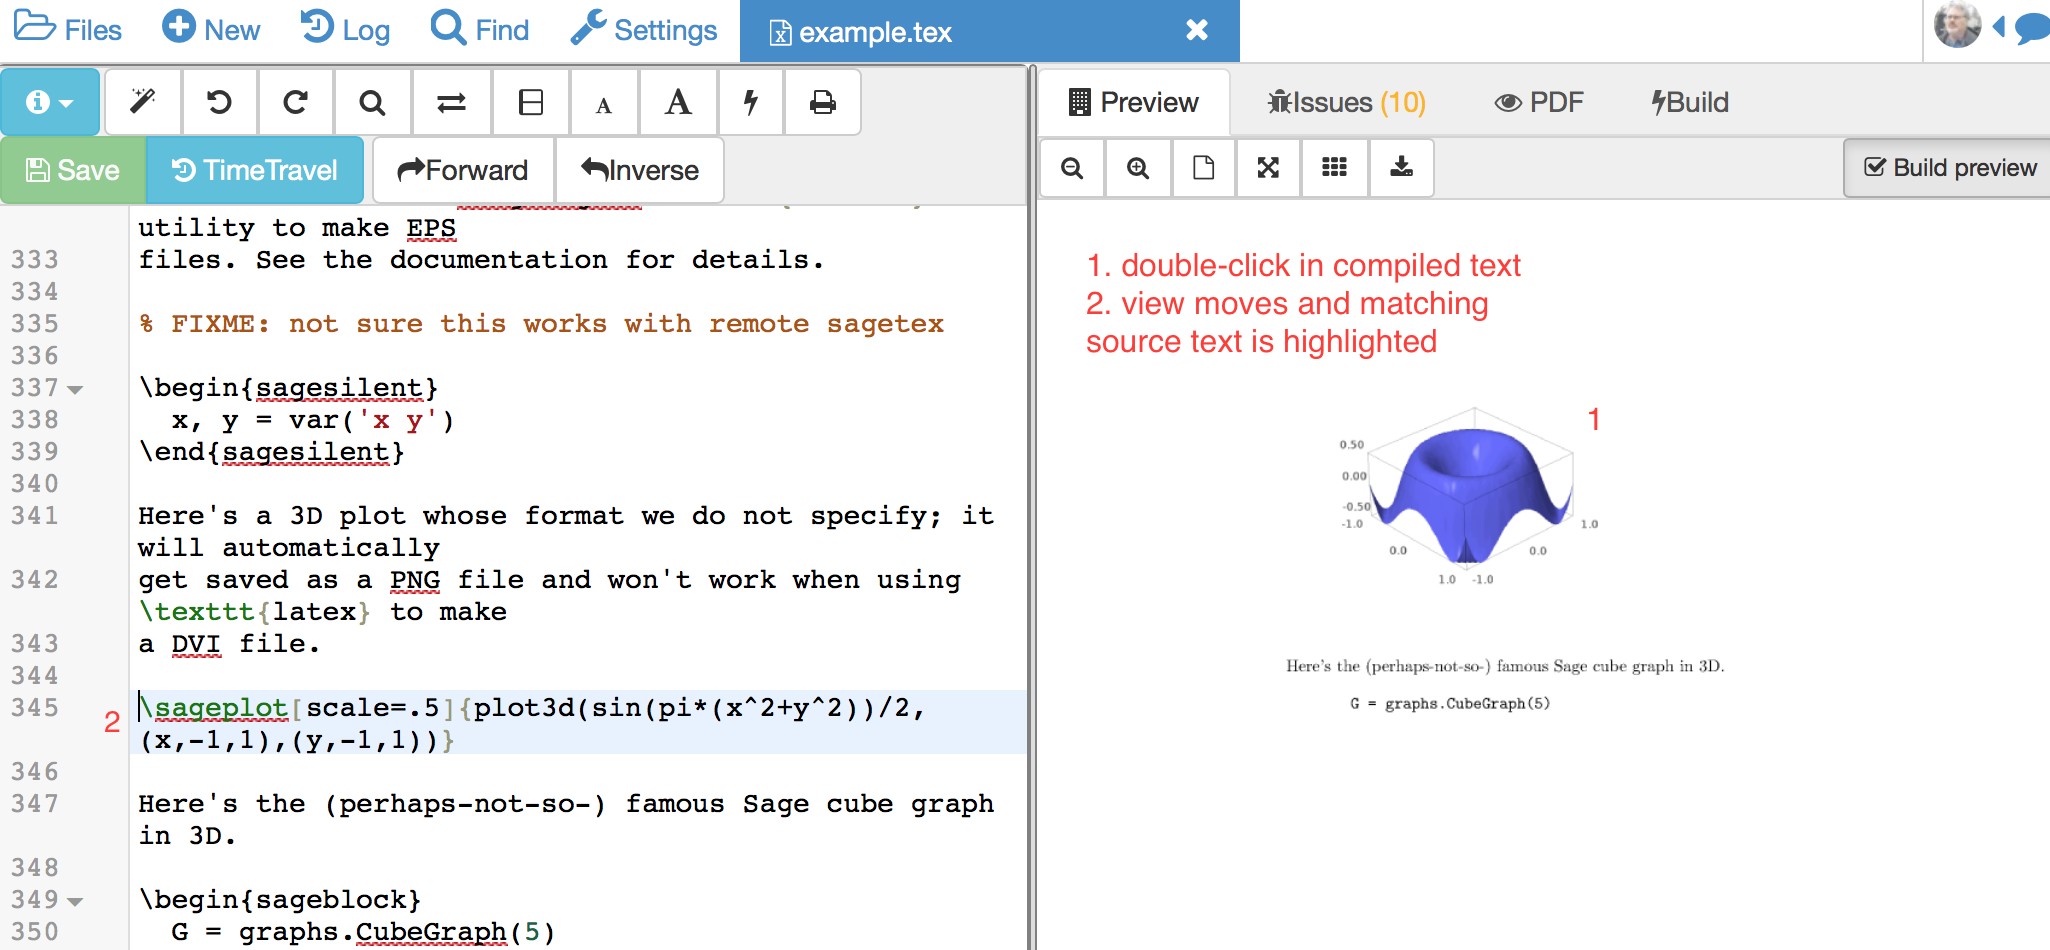 Files New Log Find Settings example.tex
A A
Preview Issues (10) PDF Build
Save TimeTravel Forward Inverse
Build preview
utility to make EPS
333 files. See the documentation for details.
334
335 % FIXME: not sure this works with remote sagetex
336
337 \begin{sagesilent}
338 x, y = var('x y')
339 \end{sagesilent}
340
341 Here's a 3D plot whose format we do not specify; it
will automatically
342 get saved as a PNG file and won't work when using
\texttt{latex} to make
343 a DVI file.
344
345 \sageplot[scale=.5]{plot3d(sin(pi*(x^2+y^2))/2,
2 (x,-1,1),(y,-1,1))}
346
347 Here's the (perhaps-not-so-) famous Sage cube graph
in 3D.
348
349 \begin{sageblock}
350 G = graphs.CubeGraph(5)
1. double-click in compiled text
2. view moves and matching
source text is highlighted
1
0.50
0.00
-0.50
-1.0 1.0
0.0 0.0
1.0 -1.0
Here's the (perhaps-not-so-) famous Sage cube graph in 3D.
G = graphs.CubeGraph(5)